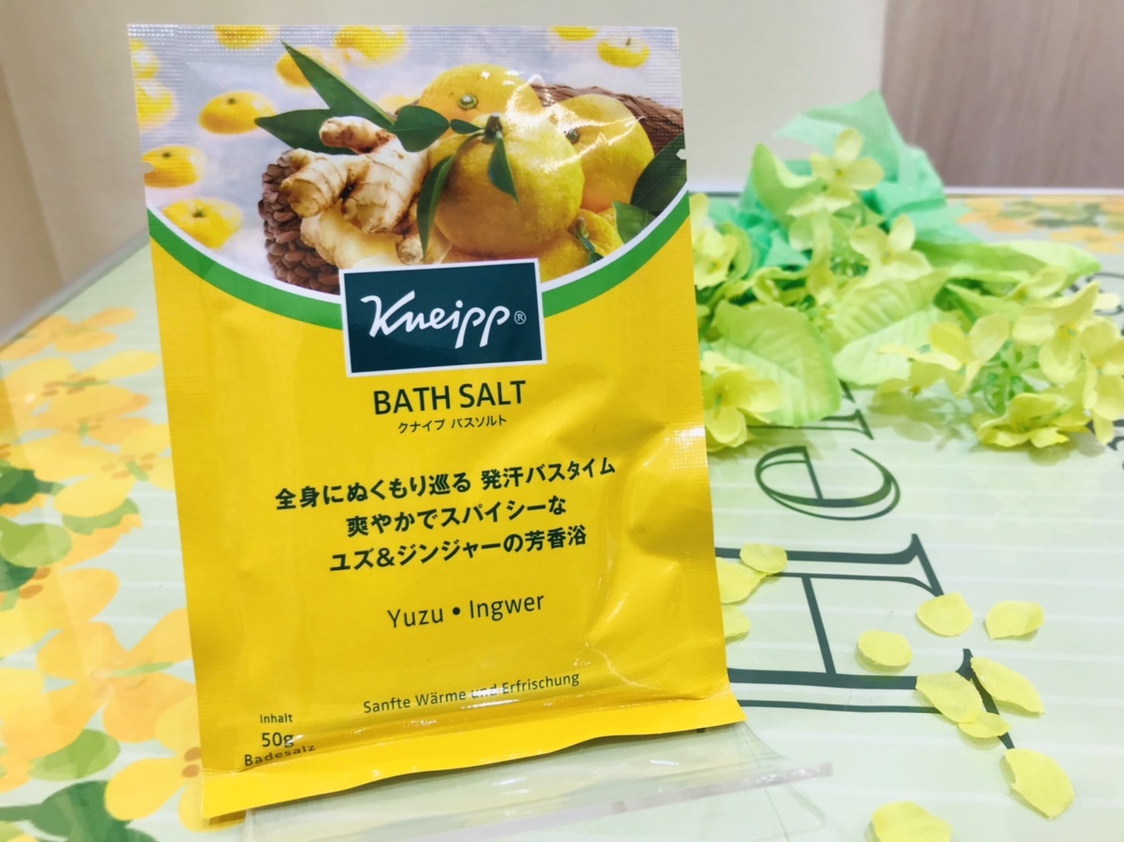 Kneipp®
BATH SALT
クナイプ バスソルト
全身にぬくもり巡る 発汗バスタイム
爽やかでスパイシーな
ユズ&ジンジャーの芳香浴
Yuzu • Ingwer
Sanfte Wärme und Erfrischung
Inhalt
50g
Badesalz